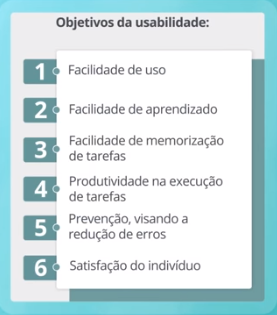 Objetivos da usabilidade:
1 Facilidade de uso
2 Facilidade de aprendizado
3 Facilidade de memorização
de tarefas
4 Produtividade na execução
de tarefas
5 Prevenção, visando a
redução de erros
6 Satisfação do indivíduo